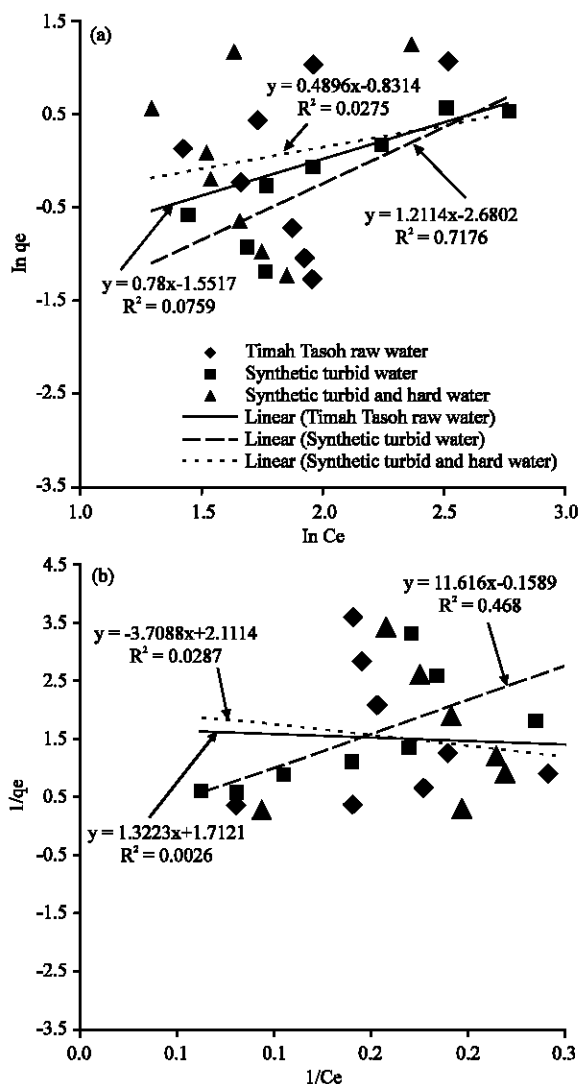 (a)
y = 0.4896x-0.8314
R² = 0.0275
y = 1.2114x-2.6802
R² = 0.7176
y = 0.78x-1.5517
R² = 0.0759
Timah Tasoh raw water
Synthetic turbid water
Synthetic turbid and hard water
Linear (Timah Tasoh raw water)
Linear (Synthetic turbid water)
Linear (Synthetic turbid and hard water)
In qe
1.5
0.5
-0.5
-1.5
-2.5
-3.5
1.0
1.5
2.0
2.5
3.0
In Ce
(b)
y = 11.616x-0.1589
R² = 0.468
y = -3.7088x+2.1114
R² = 0.0287
y = 1.3223x+1.7121
R² = 0.0026
1/qe
4.5
3.5
2.5
1.5
0.5
0.5
-1.5
-2.5
-3.5
0.0
0.1
0.1
0.2
0.2
0.3
1/Ce